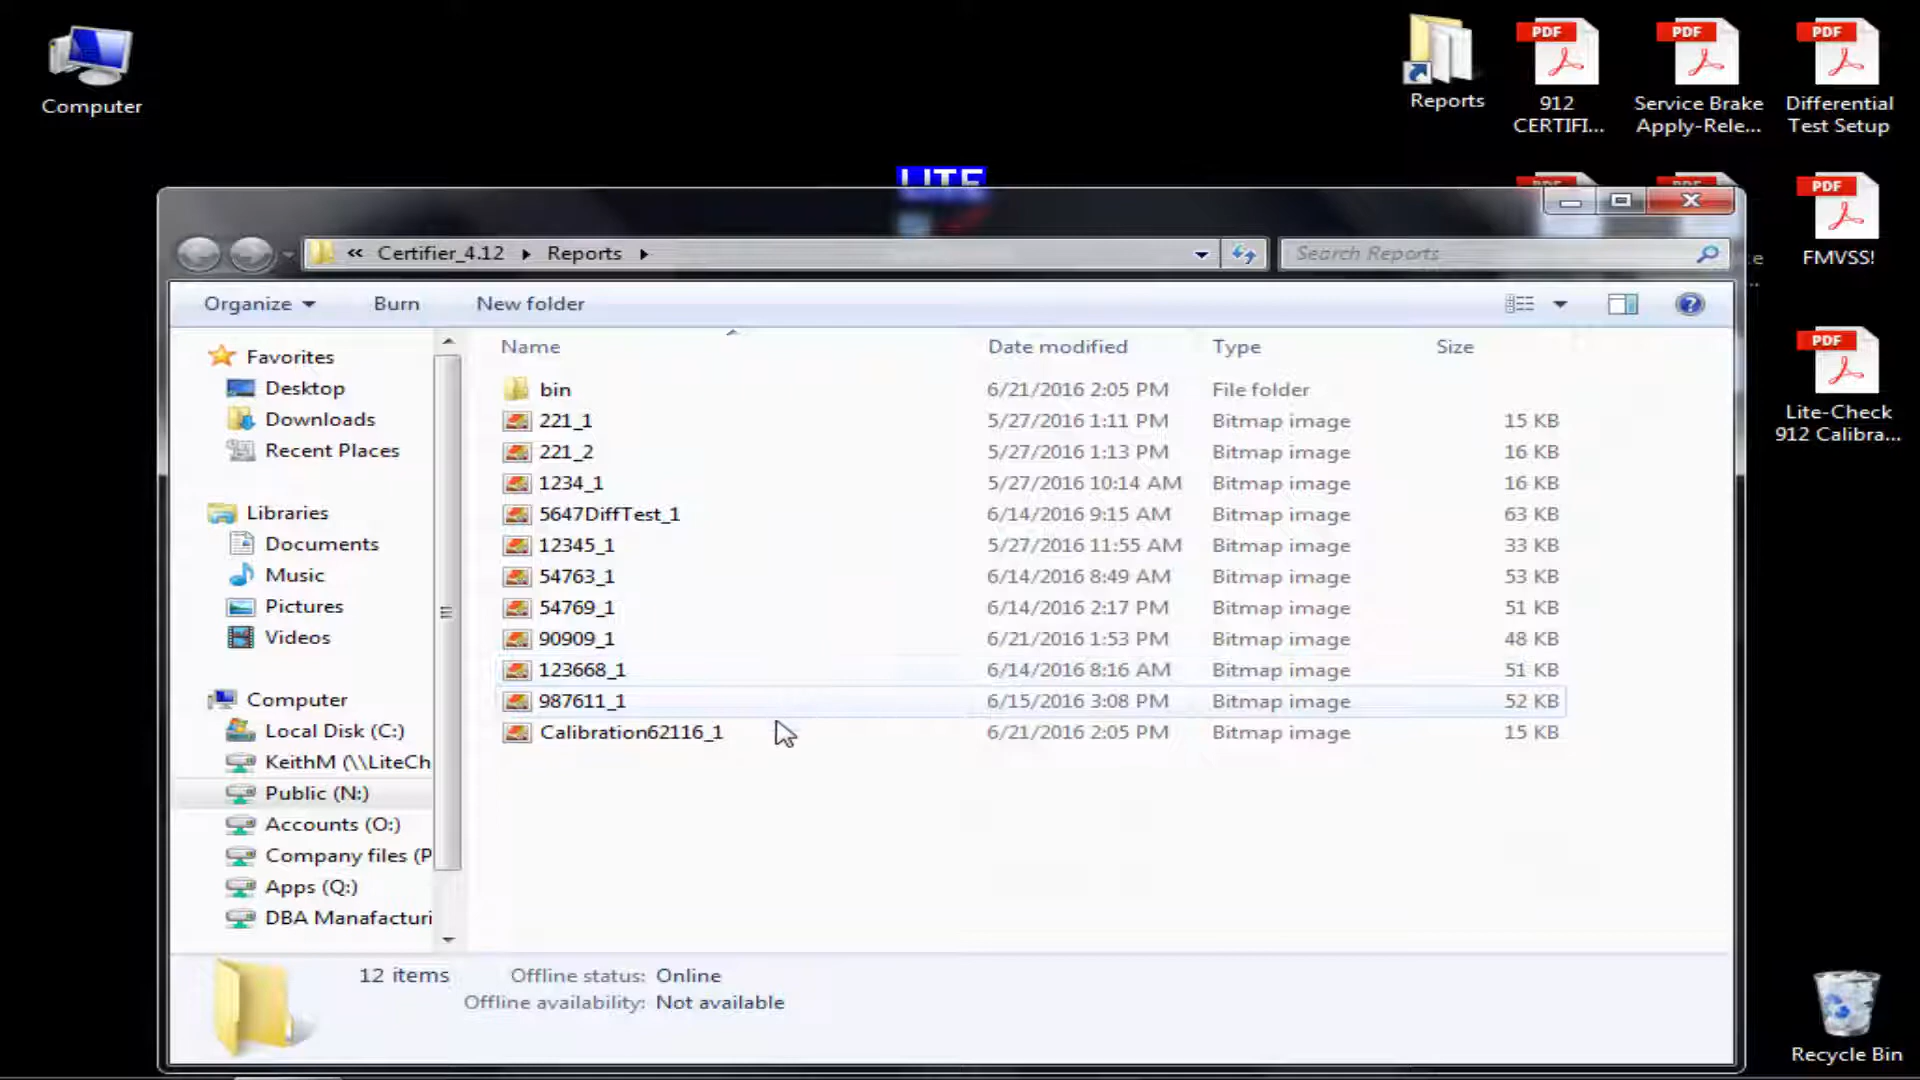 Computer
Reports
PDF
912
CERTIFI...
PDF
Service Brake
Apply-Rele...
PDF
Differential
Test Setup
LITE
PDF
FMVSS!
PDF
Lite-Check
912 Calibra...
Recycle Bin
« Certifier_4.12 Reports
Search Reports
Organize Burn New folder
Favorites
Desktop
Downloads
Recent Places
Libraries
Documents
Music
Pictures
Videos
Computer
Local Disk (C:)
KeithM (\\LiteCh
Public (N:)
Accounts (O:)
Company files (P
Apps (Q:)
DBA Manafacturi
Name Date modified Type Size
bin 6/21/2016 2:05 PM File folder
221_1 5/27/2016 1:11 PM Bitmap image 15 KB
221_2 5/27/2016 1:13 PM Bitmap image 16 KB
1234_1 5/27/2016 10:14 AM Bitmap image 16 KB
5647DiffTest_1 6/14/2016 9:15 AM Bitmap image 63 KB
12345_1 5/27/2016 11:55 AM Bitmap image 33 KB
54763_1 6/14/2016 8:49 AM Bitmap image 53 KB
54769_1 6/14/2016 2:17 PM Bitmap image 51 KB
90909_1 6/21/2016 1:53 PM Bitmap image 48 KB
123668_1 6/14/2016 8:16 AM Bitmap image 51 KB
987611_1 6/15/2016 3:08 PM Bitmap image 52 KB
Calibration62116_1 6/21/2016 2:05 PM Bitmap image 15 KB
12 items Offline status: Online
Offline availability: Not available